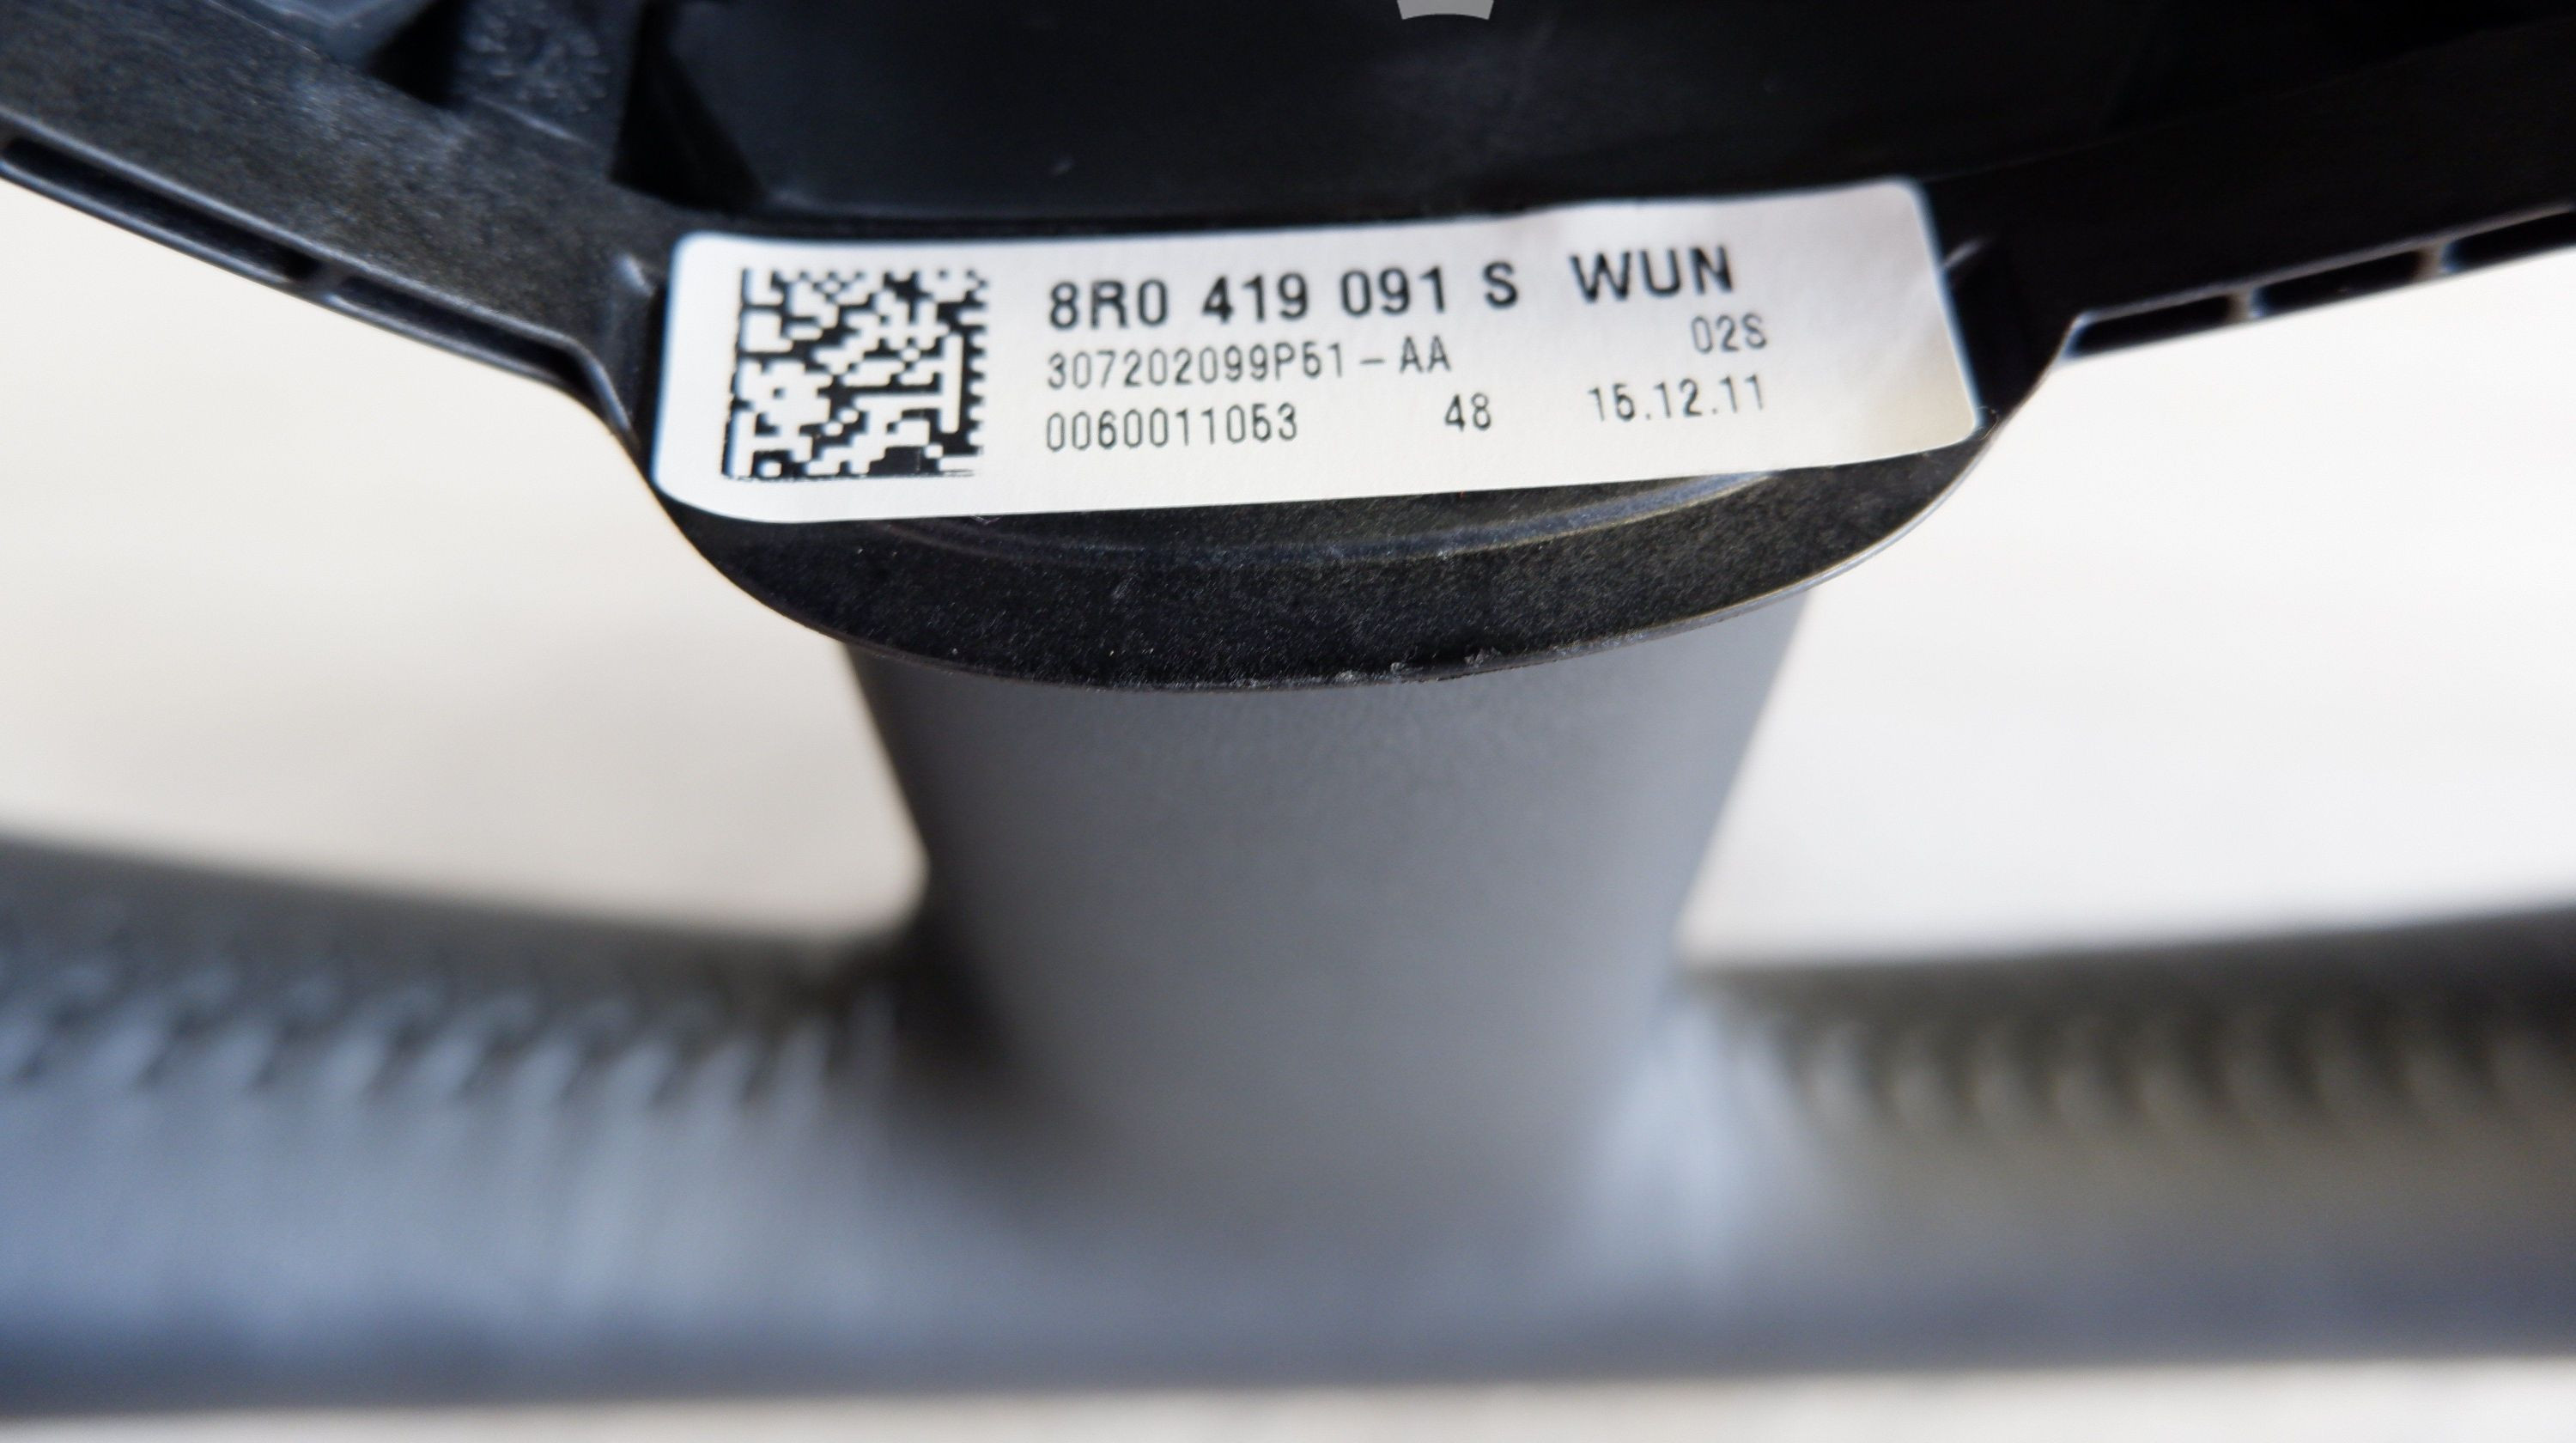 8R0 419 091 S WUN
02S
307202099P51-AA
0060011053 48 15.12.11